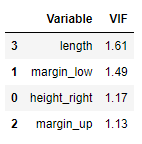 Variable VIF
3 length 1.61
1 margin_low 1.49
0 height_right 1.17
2 margin_up 1.13